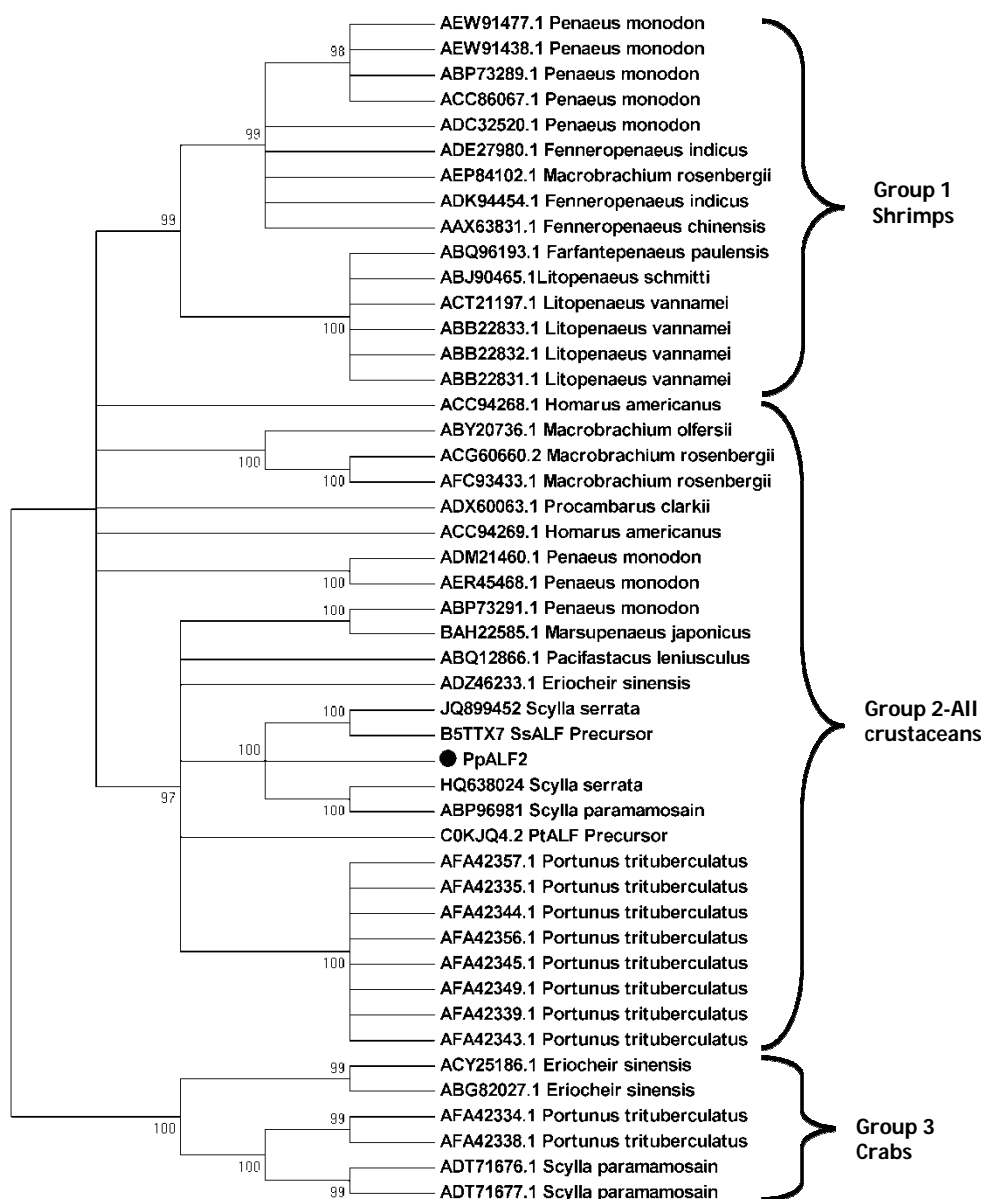 AEW91477.1 Penaeus monodon
98
AEW91438.1 Penaeus monodon
ABP73289.1 Penaeus monodon
ACC86067.1 Penaeus monodon
ADC32520.1 Penaeus monodon
99
ADE27980.1 Fenneropenaeus indicus
AEP84102.1 Macrobrachium rosenbergii
ADK94454.1 Fenneropenaeus indicus
99
AAX63831.1 Fenneropenaeus chinensis
Group 1
Shrimps
ABQ96193.1 Farfantepenaeus paulensis
ABJ90465.1Litopenaeus schmitti
ACT21197.1 Litopenaeus vannamei
100
ABB22833.1 Litopenaeus vannamei
ABB22832.1 Litopenaeus vannamei
ABB22831.1 Litopenaeus vannamei
ACC94268.1 Homarus americanus
ABY20736.1 Macrobrachium olfersii
100
ACG60660.2 Macrobrachium rosenbergii
100
AFC93433.1 Macrobrachium rosenbergii
ADX60063.1 Procambarus clarkii
ACC94269.1 Homarus americanus
ADM21460.1 Penaeus monodon
100
AER45468.1 Penaeus monodon
100
ABP73291.1 Penaeus monodon
BAH22585.1 Marsupenaeus japonicus
ABQ12866.1 Pacifastacus leniusculus
ADZ46233.1 Eriocheir sinensis
100
JQ899452 Scylla serrata
B5TTX7 SsALF Precursor
Group 2-All
crustaceans
100
PpALF2
HQ638024 Scylla serrata
97
100
ABP96981 Scylla paramamosain
C0KJQ4.2 PtALF Precursor
AFA42357.1 Portunus trituberculatus
AFA42335.1 Portunus trituberculatus
AFA42344.1 Portunus trituberculatus
AFA42356.1 Portunus trituberculatus
100
AFA42345.1 Portunus trituberculatus
AFA42349.1 Portunus trituberculatus
AFA42339.1 Portunus trituberculatus
AFA42343.1 Portunus trituberculatus
99
ACY25186.1 Eriocheir sinensis
ABG82027.1 Eriocheir sinensis
100
99
AFA42334.1 Portunus trituberculatus
AFA42338.1 Portunus trituberculatus
Group 3
Crabs
100
ADT71676.1 Scylla paramamosain
99
ADT71677.1 Scylla paramamosain